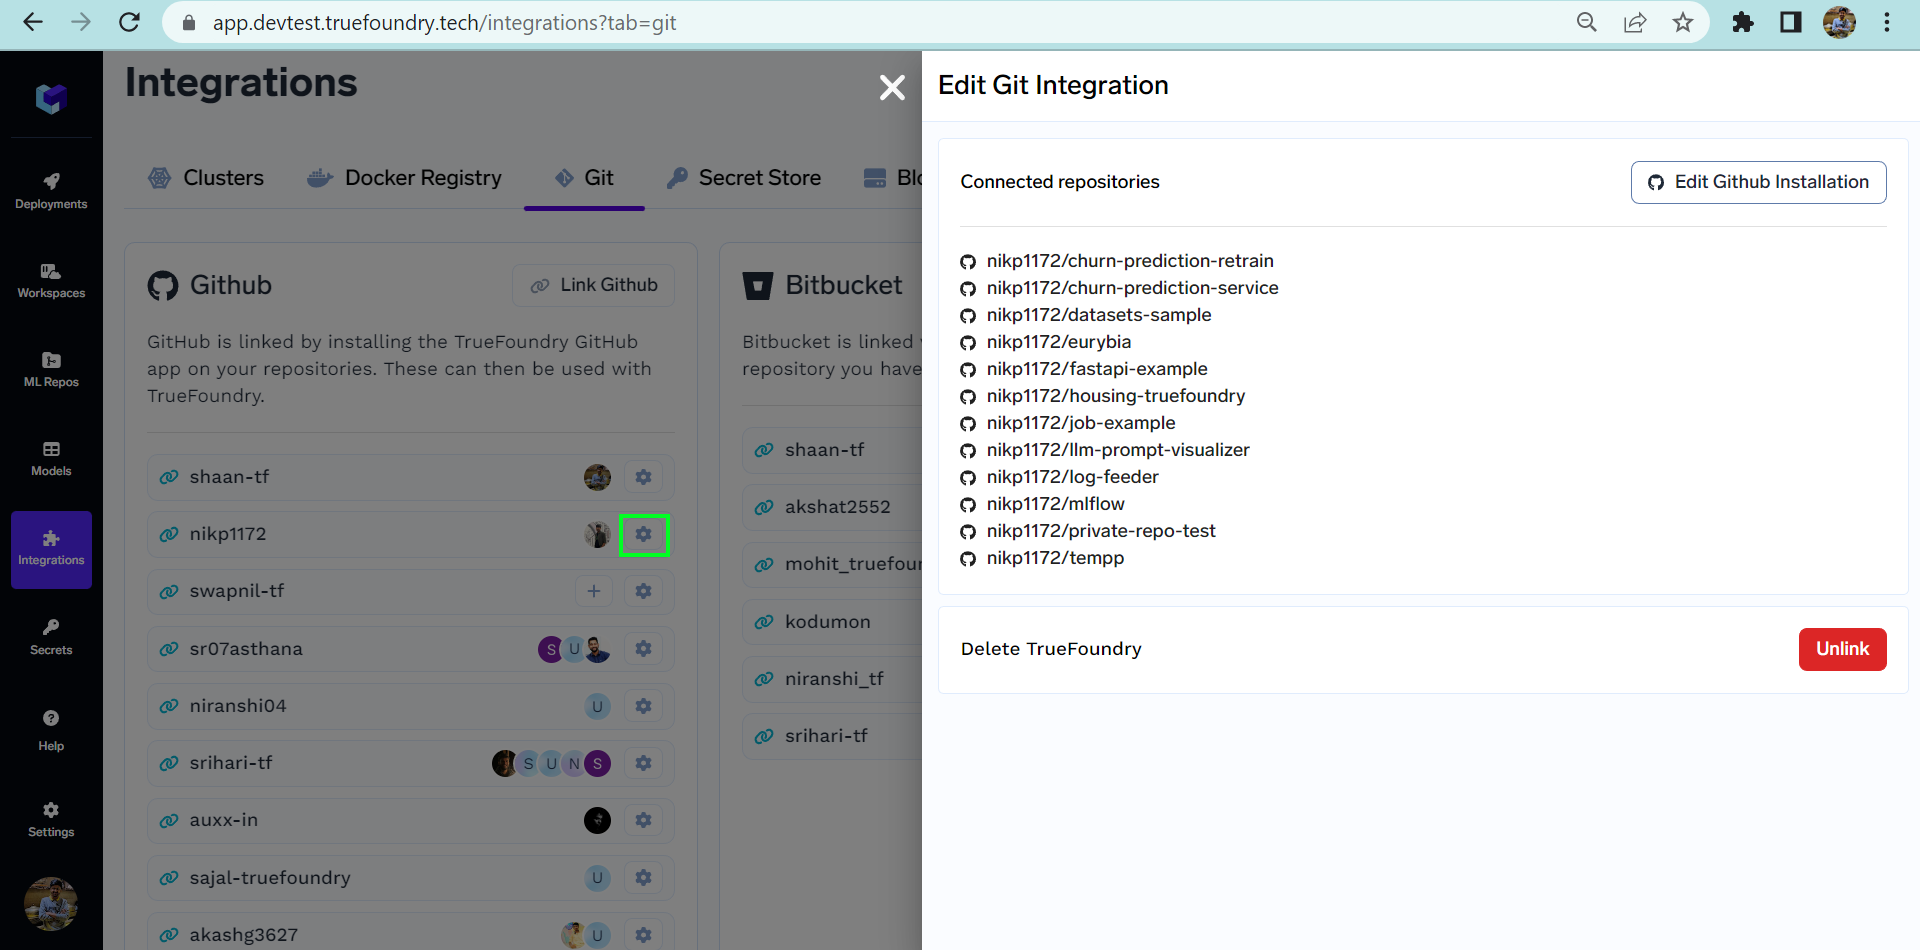 app.devtest.truefoundry.tech/integrations?tab=git
Deployments
Workspaces
ML Repos
Models
Integrations
Secrets
Help
Settings
Integrations
Clusters
Docker Registry
Git
Secret Store
Blo
Github
Link Github
GitHub is linked by installing the TrueFoundry GitHub
app on your repositories. These can then be used with
TrueFoundry.
shaan-tf
nikp1172
swapnil-tf
+
sr07asthana
S U
niranshi04
U
srihari-tf
S U N S
auxx-in
sajal-truefoundry
U
akashg3627
U
Bitbucket
Bitbucket is linked
repository you have
shaan-tf
akshat2552
mohit_truefour
kodumon
niranshi_tf
srihari-tf
Edit Git Integration
Connected repositories
Edit Github Installation
nikp1172/churn-prediction-retrain
nikp1172/churn-prediction-service
nikp1172/datasets-sample
nikp1172/eurybia
nikp1172/fastapi-example
nikp1172/housing-truefoundry
nikp1172/job-example
nikp1172/llm-prompt-visualizer
nikp1172/log-feeder
nikp1172/mlflow
nikp1172/private-repo-test
nikp1172/tempp
Delete TrueFoundry
Unlink